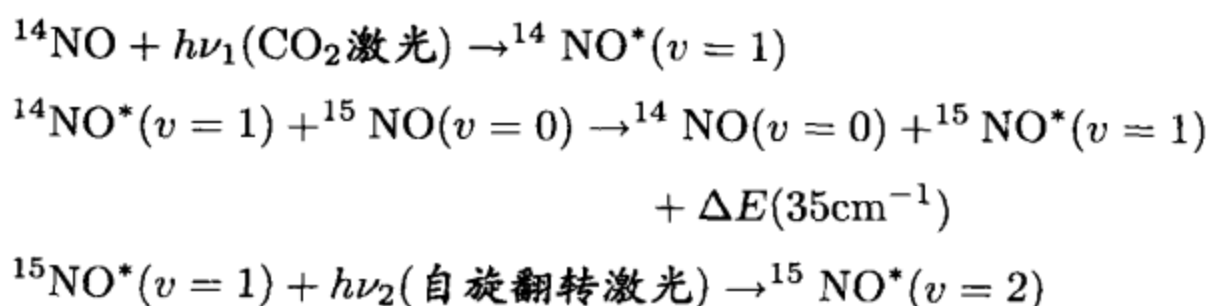 ¹⁴NO + hν₁(CO₂激光) →¹⁴ NO*(v = 1)
¹⁴NO*(v = 1) +¹⁵ NO(v = 0) →¹⁴ NO(v = 0) +¹⁵ NO*(v = 1)
+ ΔE(35cm⁻¹)
¹⁵NO*(v = 1) + hν₂(自旋翻转激光) →¹⁵ NO*(v = 2)